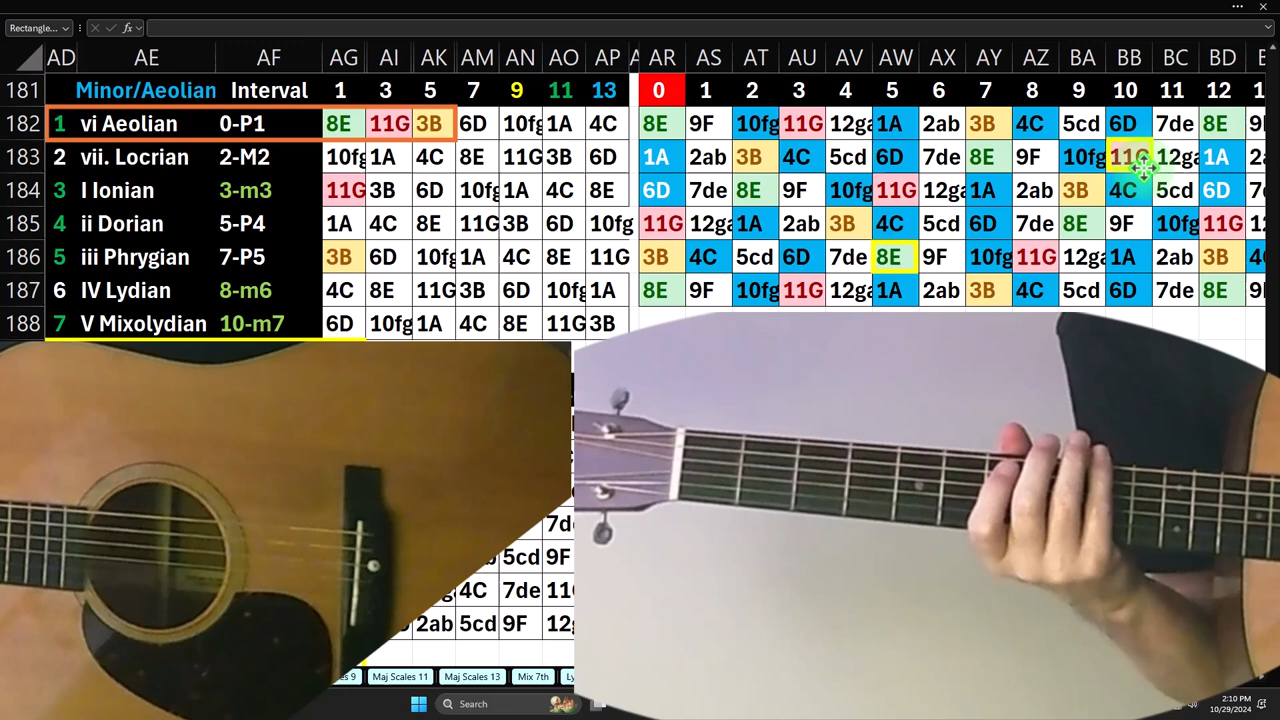 Rectangle...
fx
AD AE AF AG AI AK AM AN AO AP AR AS AT AU AV AW AX AY AZ BA BB BC BD
181 Minor/Aeolian Interval 1 3 5 7 9 11 13 0 1 2 3 4 5 6 7 8 9 10 11 12
182 1 vi Aeolian 0-P1 8E 11G 3B 6D 10fg 1A 4C 8E 9F 10fg 11G 12ga 1A 2ab 3B 4C 5cd 6D 7de 8E
183 2 vii. Locrian 2-M2 10fg 1A 4C 8E 11G 3B 6D 1A 2ab 3B 4C 5cd 6D 7de 8E 9F 10fg 11G 12ga 1A
184 3 I Ionian 3-m3 11G 3B 6D 10fg 1A 4C 8E 6D 7de 8E 9F 10fg 11G 12ga 1A 2ab 3B 4C 5cd 6D
185 4 ii Dorian 5-P4 1A 4C 8E 11G 3B 6D 10fg 11G 12ga 1A 2ab 3B 4C 5cd 6D 7de 8E 9F 10fg 11G
186 5 iii Phrygian 7-P5 3B 6D 10fg 1A 4C 8E 11G 3B 4C 5cd 6D 7de 8E 9F 10fg 11G 12ga 1A 2ab 3B
187 6 IV Lydian 8-m6 4C 8E 11G 3B 6D 10fg 1A 8E 9F 10fg 11G 12ga 1A 2ab 3B 4C 5cd 6D 7de 8E
188 7 V Mixolydian 10-m7 6D 10fg 1A 4C 8E 11G 3B
5cd 9F
4C 7de 11G
2ab 5cd 9F
Maj Scales 11 Maj Scales 13 Mix 7th
Search
2:10 PM
10/29/2024